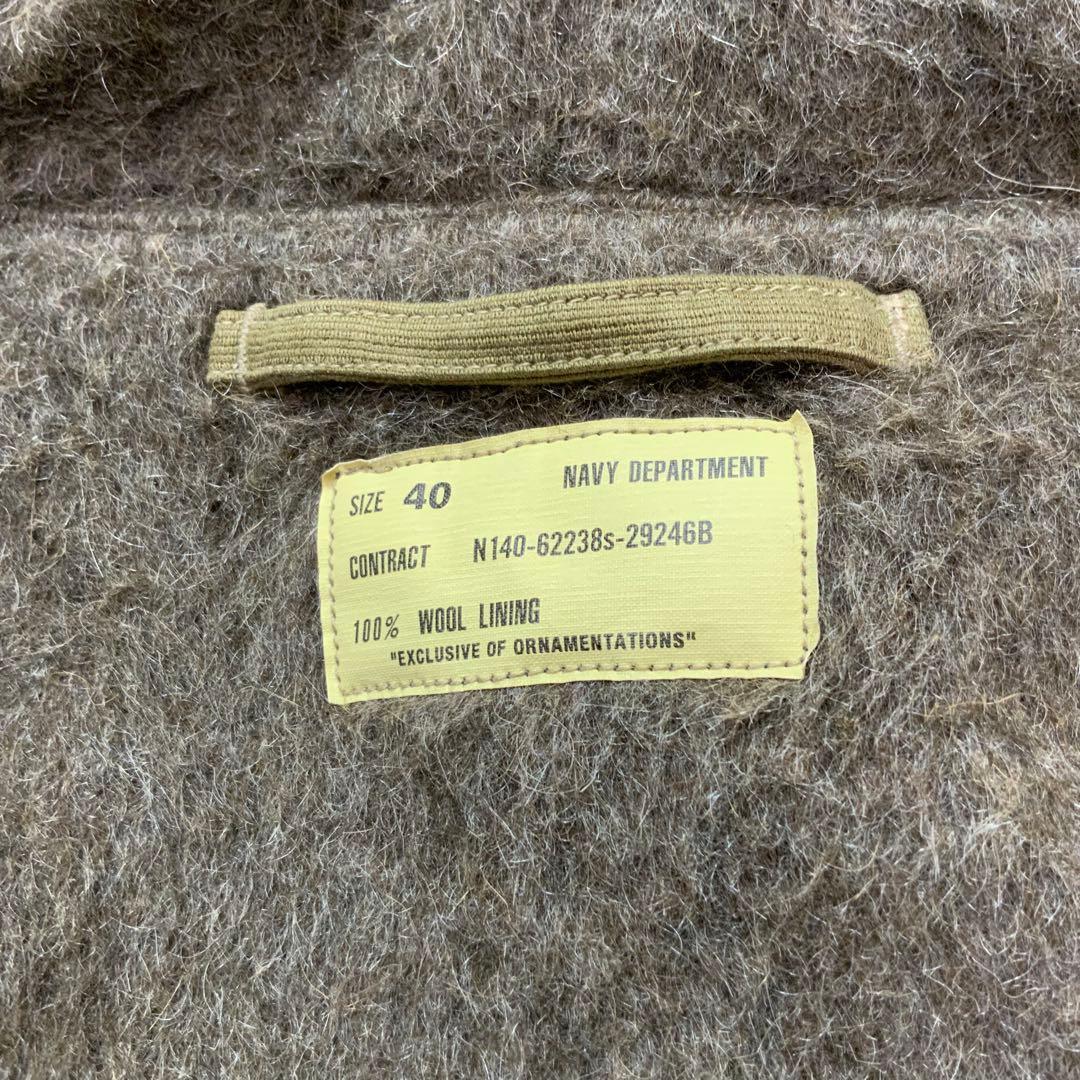 SIZE 40 NAVY DEPARTMENT
CONTRACT N140-62238s-29246B
100% WOOL LINING
"EXCLUSIVE OF ORNAMENTATIONS"